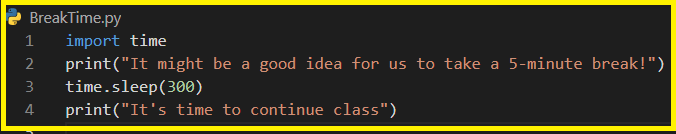 BreakTime.py
1 import time
2 print("It might be a good idea for us to take a 5-minute break!")
3 time.sleep(300)
4 print("It's time to continue class")